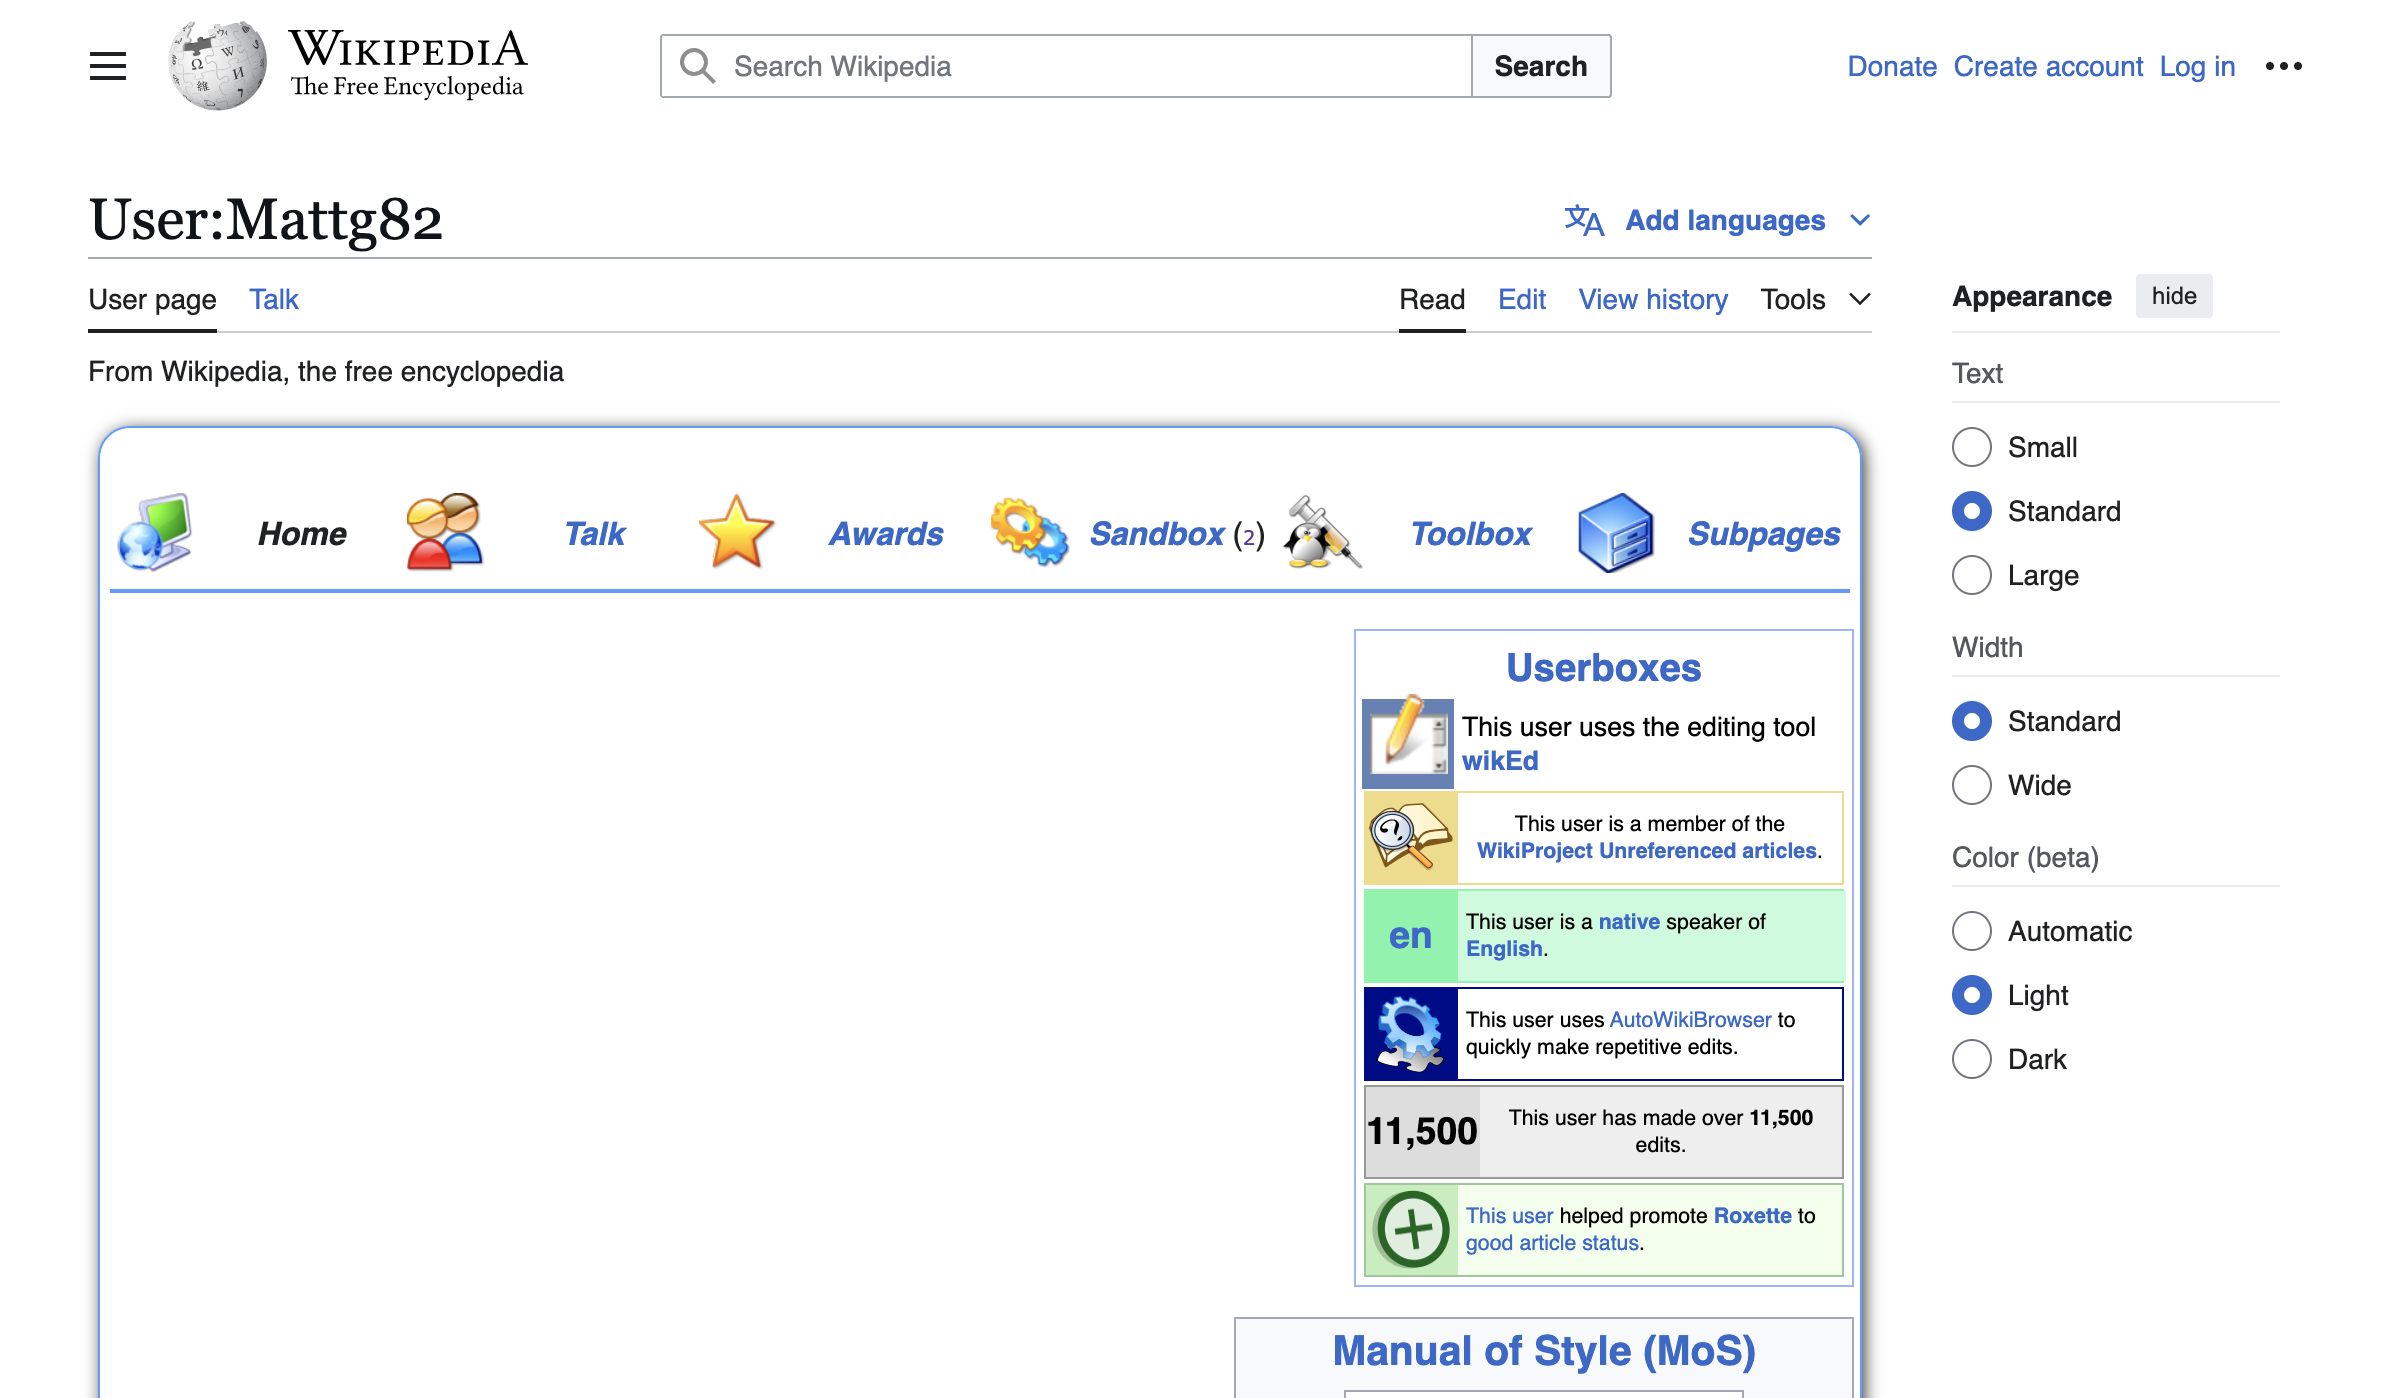 WIKIPEDIA
The Free Encyclopedia
Search Wikipedia
Search
Donate Create account Log in
User:Mattg82
Add languages
User page Talk
Read Edit View history Tools
From Wikipedia, the free encyclopedia
Home Talk Awards Sandbox (2) Toolbox Subpages
Userboxes
This user uses the editing tool
wikEd
This user is a member of the
WikiProject Unreferenced articles.
en
This user is a native speaker of
English.
This user uses AutoWikiBrowser to
quickly make repetitive edits.
11,500
This user has made over 11,500
edits.
This user helped promote Roxette to
good article status.
Manual of Style (MoS)
Appearance hide
Text
Small
Standard
Large
Width
Standard
Wide
Color (beta)
Automatic
Light
Dark